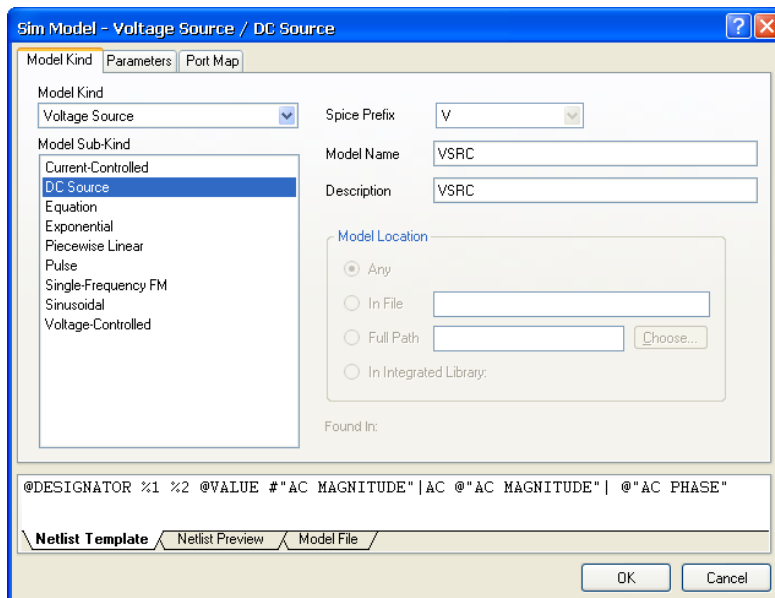 Sim Model - Voltage Source / DC Source
Model Kind Parameters Port Map
Model Kind
Voltage Source
Spice Prefix V
Model Sub-Kind
Model Name VSRC
Current-Controlled
DC Source
Description VSRC
Equation
Exponential
Piecewise Linear
Pulse
Single-Frequency FM
Sinusoidal
Voltage-Controlled
Model Location
Any
In File
Full Path Choose...
In Integrated Library:
Found In:
@DESIGNATOR %1 %2 @VALUE #"AC MAGNITUDE"|AC @"AC MAGNITUDE"| @"AC PHASE"
Netlist Template Netlist Preview Model File
OK Cancel